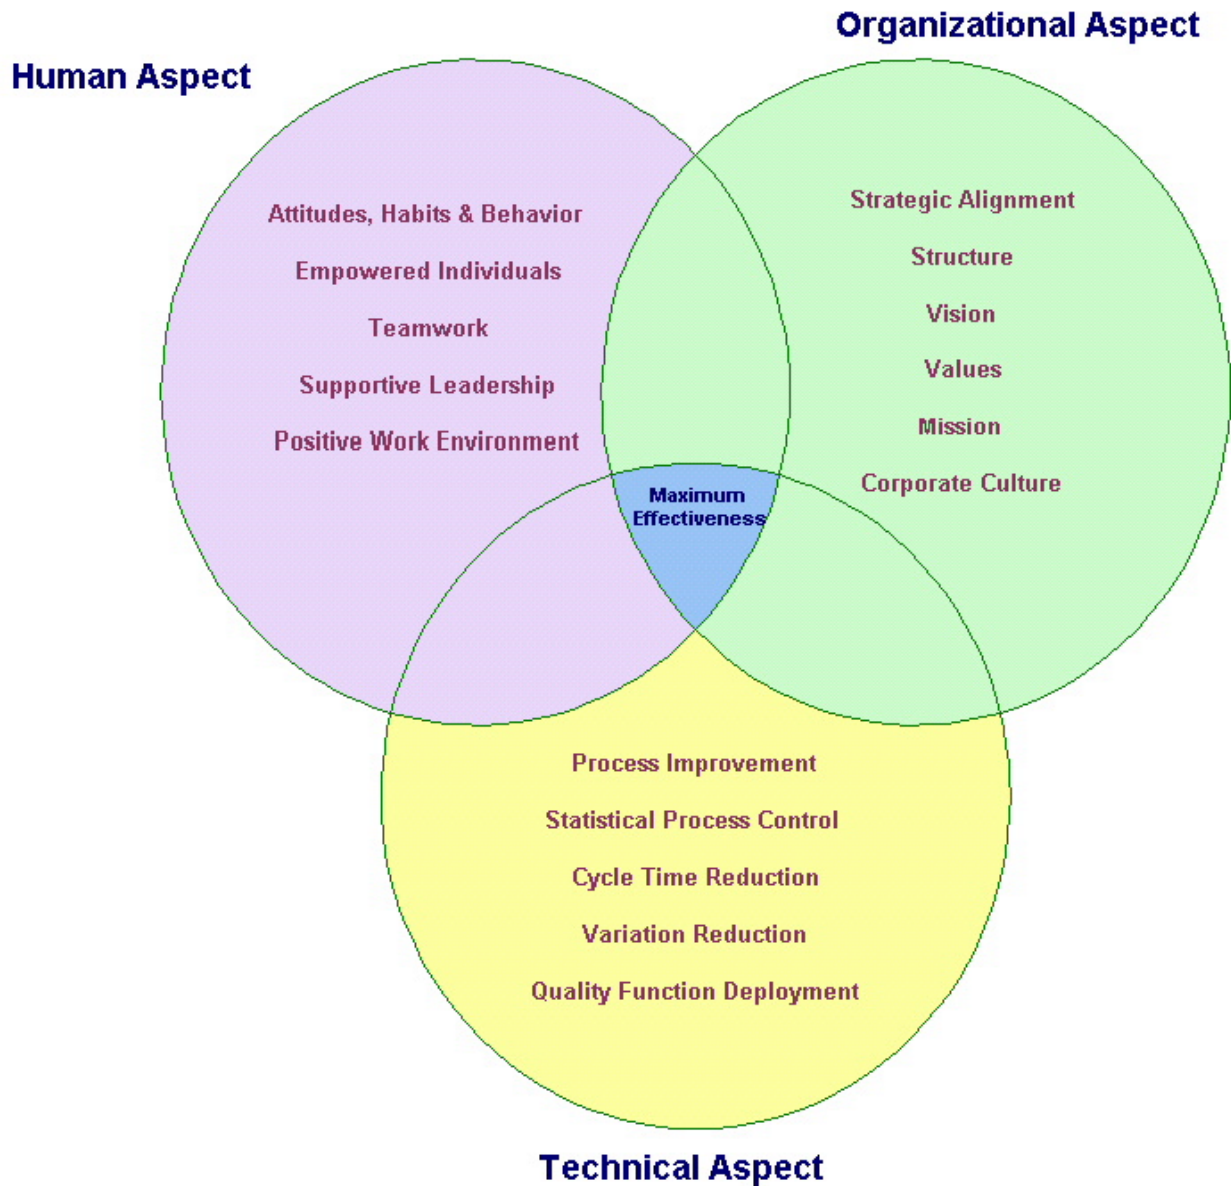 Organizational Aspect
Human Aspect
Attitudes, Habits & Behavior
Empowered Individuals
Teamwork
Supportive Leadership
Positive Work Environment
Strategic Alignment
Structure
Vision
Values
Mission
Corporate Culture
Maximum
Effectiveness
Process Improvement
Statistical Process Control
Cycle Time Reduction
Variation Reduction
Quality Function Deployment
Technical Aspect